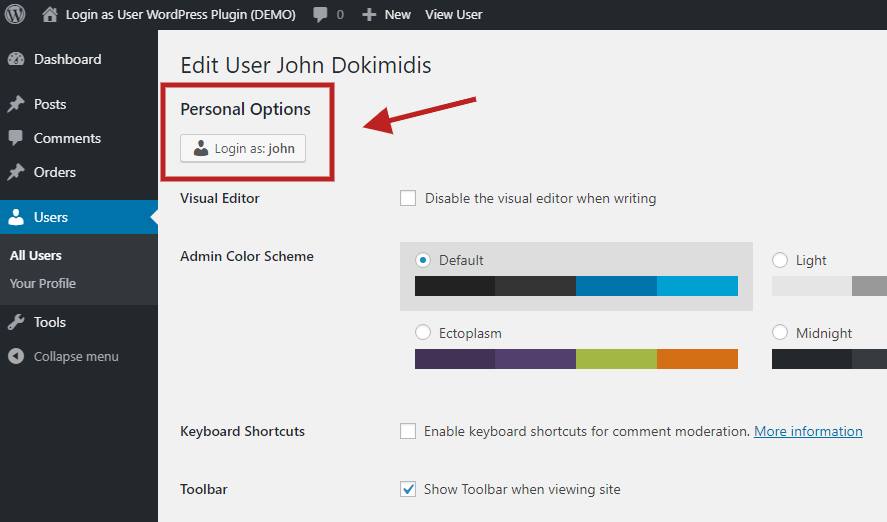 Login as User WordPress Plugin (DEMO) 0 New View User
Dashboard
Posts
Comments
Orders
Users
All Users
Your Profile
Tools
Collapse menu
Edit User John Dokimidis
Personal Options
Login as: john
Visual Editor Disable the visual editor when writing
Admin Color Scheme Default Light
Ectoplasm Midnight
Keyboard Shortcuts Enable keyboard shortcuts for comment moderation. More information
Toolbar Show Toolbar when viewing site